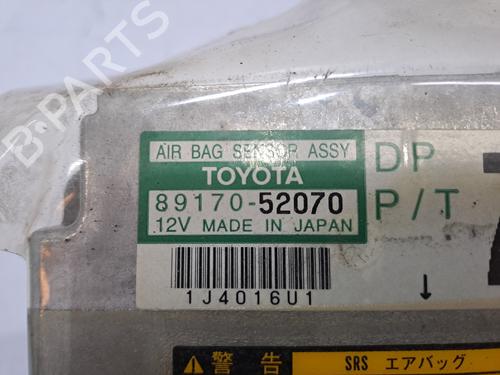 B-PARTS
AIR BAG SENSOR ASSY
TOYOTA
89170-52070
12V MADE IN JAPAN
DP
P/T
1J4016U1
↓
警告
SRS エアバッグ